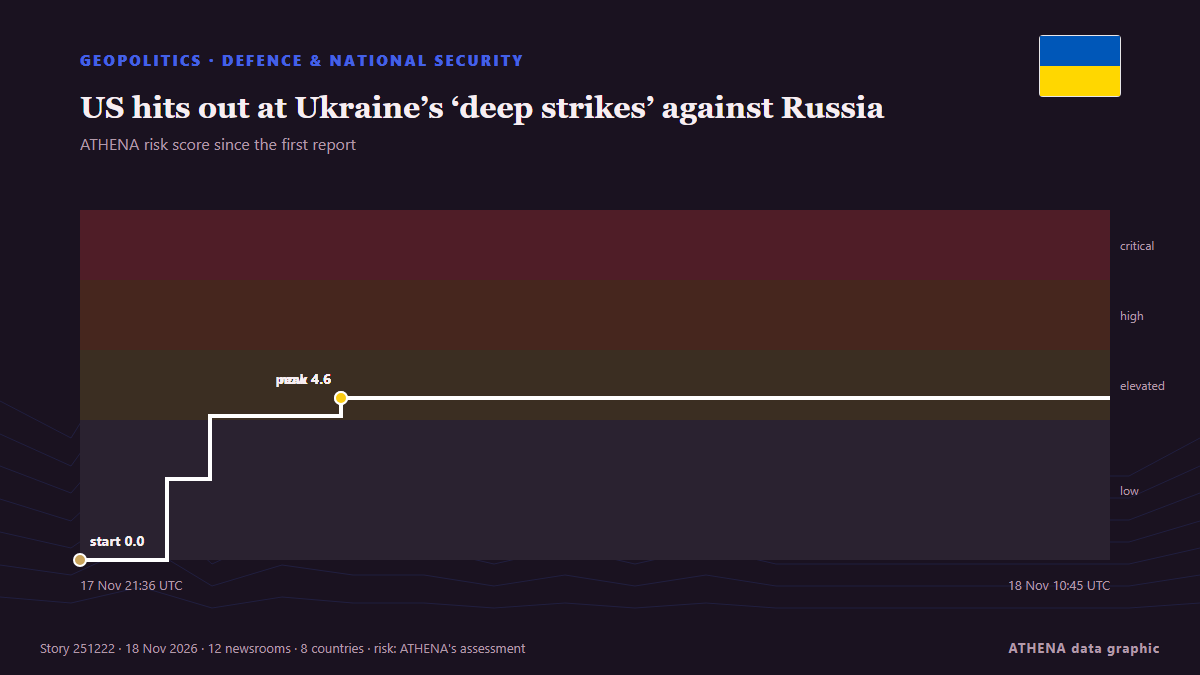 GEOPOLITICS · DEFENCE & NATIONAL SECURITY
US hits out at Ukraine’s ‘deep strikes’ against Russia
ATHENA risk score since the first report
critical
high
peak 4.6
elevated
low
start 0.0
17 Nov 21:36 UTC
18 Nov 10:45 UTC
Story 251222 · 18 Nov 2026 · 12 newsrooms · 8 countries · risk: ATHENA's assessment
ATHENA data graphic